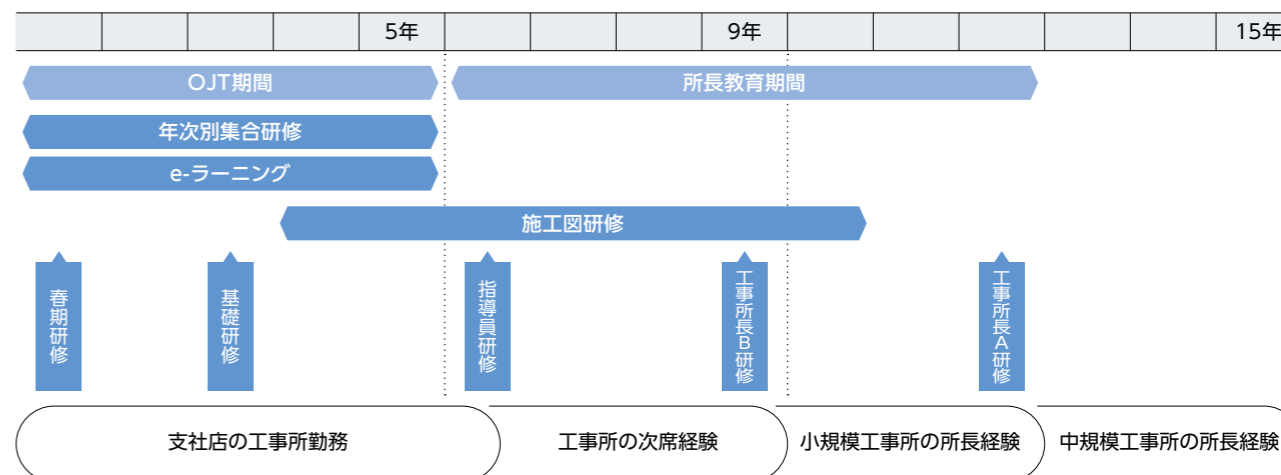 5年
9年
15年
OJT期間
所長教育期間
年次別集合研修
e-ラーニング
施工図研修
春期研修
基礎研修
指導員研修
工事所長B研修
工事所長A研修
支社店の工事所勤務
工事所の次席経験
小規模工事所の所長経験
中規模工事所の所長経験